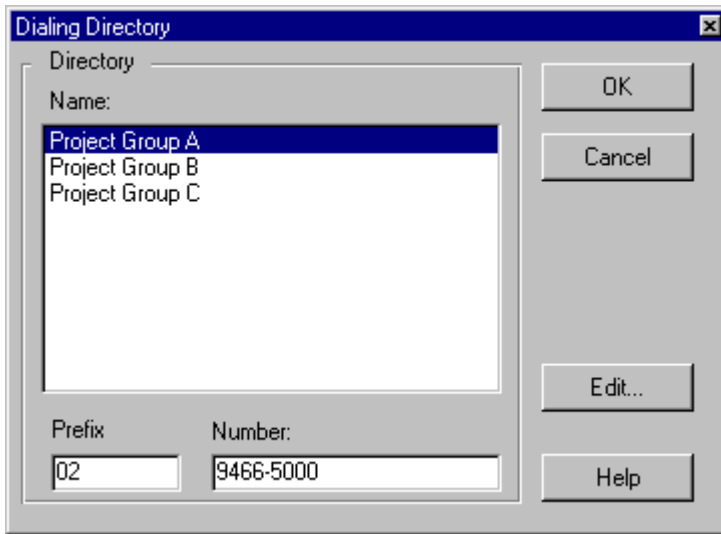 Dialing Directory
Directory
Name:
Project Group A
Project Group B
Project Group C
Prefix
Number:
02
9466-5000
OK
Cancel
Edit...
Help